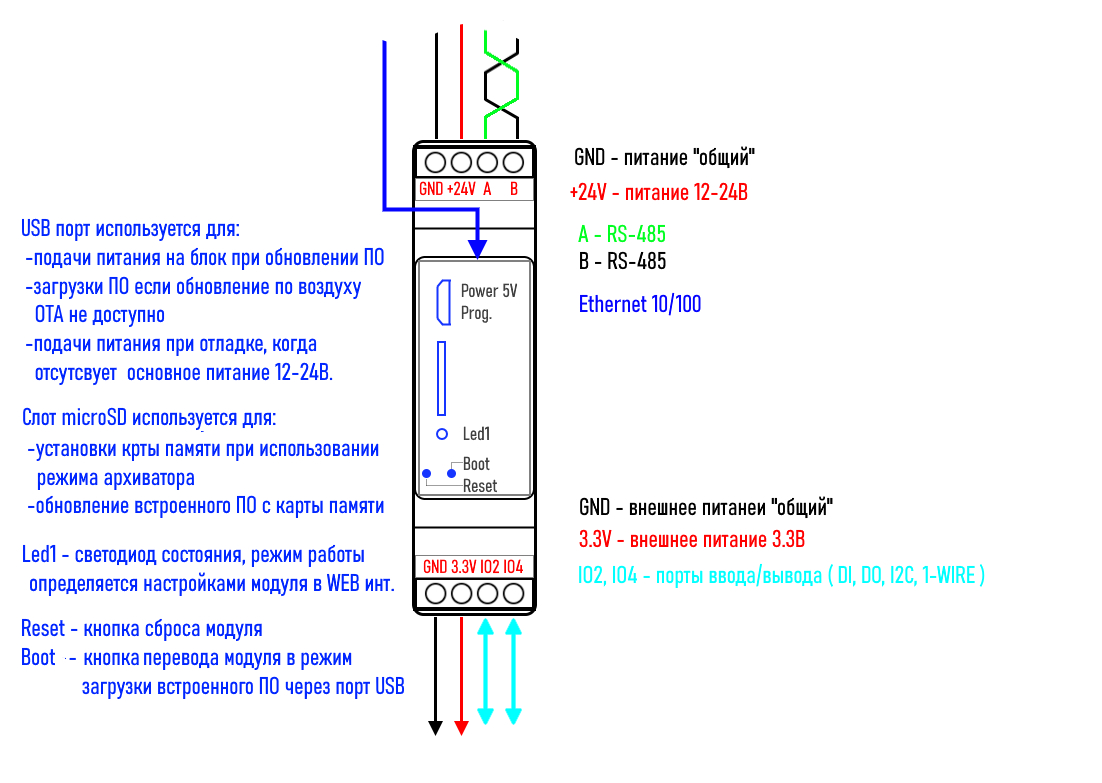 GND +24V A B
GND - питание "общий"
+24V - питание 12-24В
A - RS-485
B - RS-485
Ethernet 10/100
USB порт используется для:
-подачи питания на блок при обновлении ПО
-загрузки ПО если обновление по воздуху
ОТА не доступно
-подачи питания при отладке, когда
отсутсвует основное питание 12-24В.
Слот microSD используется для:
-установки крты памяти при использовании
режима архиватора
-обновление встроенного ПО с карты памяти
Led1 - светодиод состояния, режим работы
определяется настройками модуля в WEB инт.
Reset - кнопка сброса модуля
Boot - кнопка перевода модуля в режим
загрузки встроенного ПО через порт USB
Power 5V
Prog.
Led1
Boot
Reset
GND 3.3V IO2 IO4
GND - внешнее питанеи "общий"
3.3V - внешнее питание 3.3В
IO2, IO4 - порты ввода/вывода ( DI, DO, I2C, 1-WIRE )